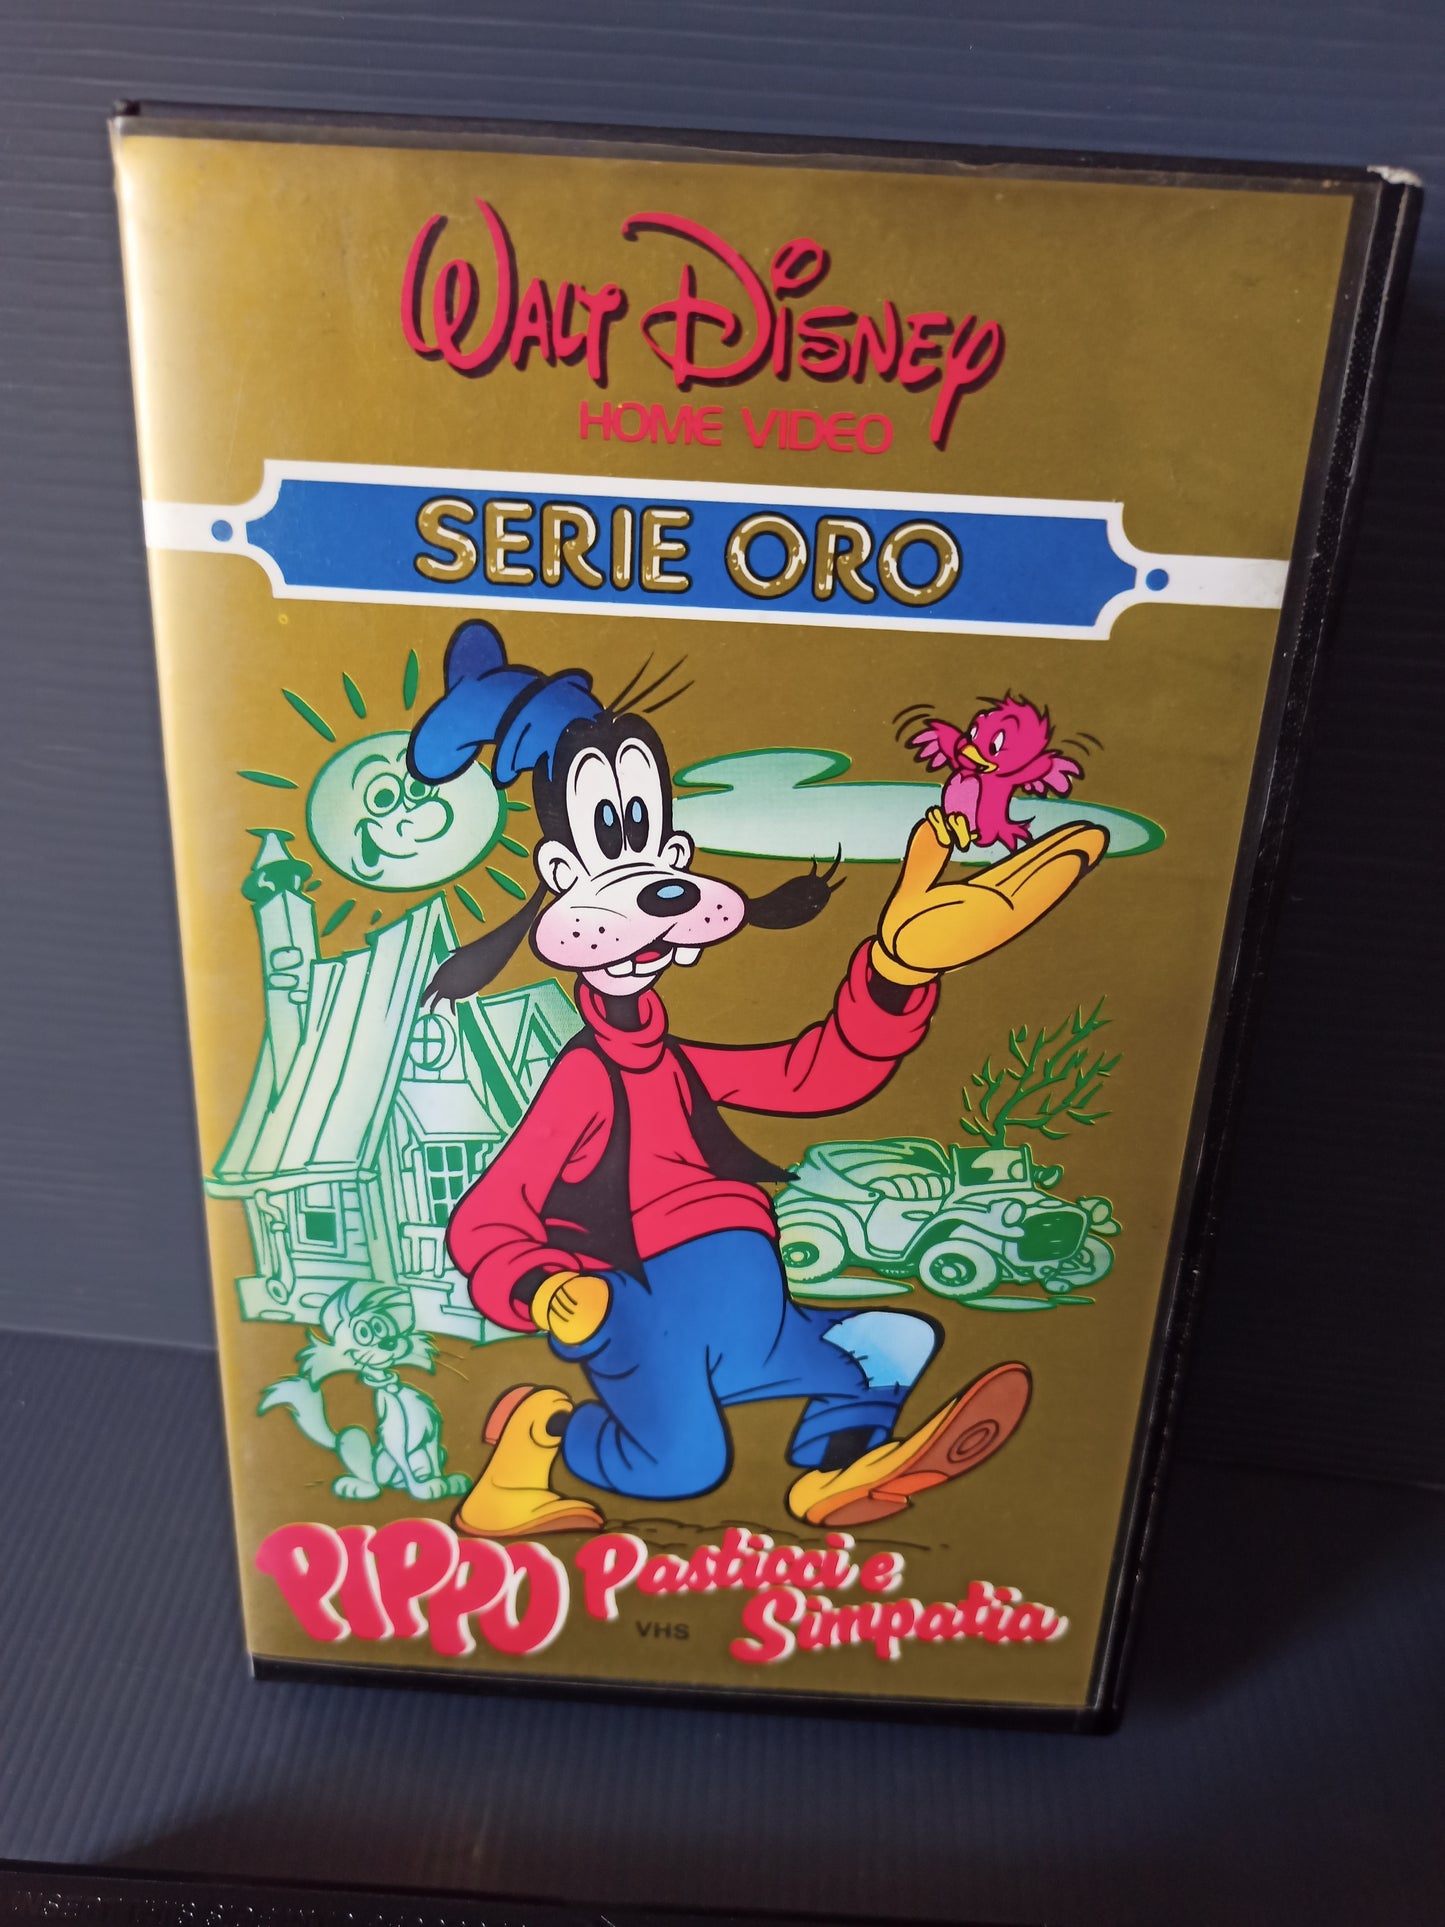 WALT DISNEY
HOME VIDEO
SERIE ORO
PIPPO Pasticci e
Simpatia
VHS